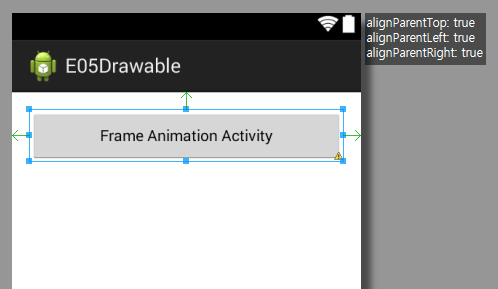 alignParentTop: true
alignParentLeft: true
alignParentRight: true
E05Drawable
Frame Animation Activity